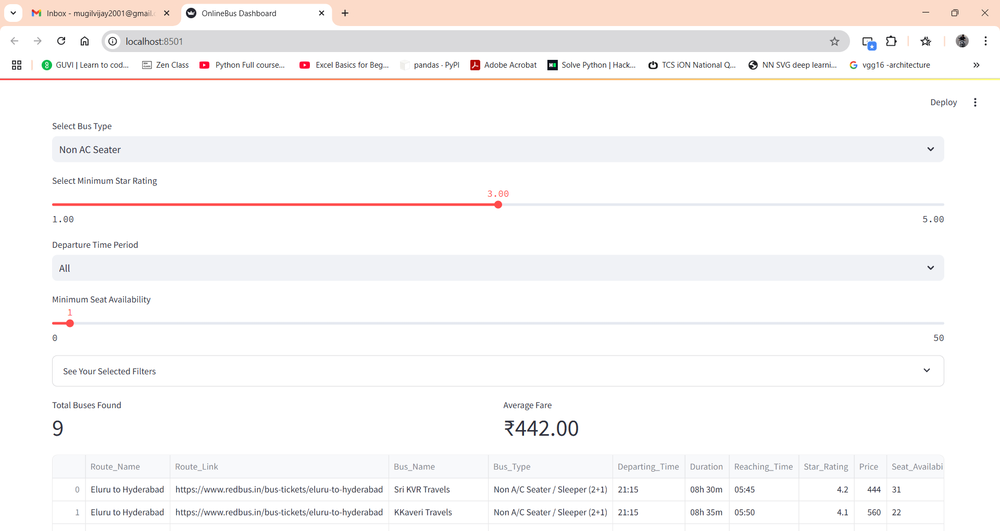 Inbox - mugilvijay2001@gmail.c
OnlineBus Dashboard
localhost:8501
GUVI | Learn to cod...
ZEN CLASS
Zen Class
Python Full course...
Excel Basics for Beg...
pandas · PyPI
Adobe Acrobat
Solve Python | Hack...
TCS iON National Q...
NN SVG deep learni...
vgg16 -architecture
Deploy
Select Bus Type
Non AC Seater
Select Minimum Star Rating
3.00
1.00 5.00
Departure Time Period
All
Minimum Seat Availability
1
0 50
See Your Selected Filters
Total Buses Found Average Fare
9 ₹442.00
Route_Name Route_Link Bus_Name Bus_Type Departing_Time Duration Reaching_Time Star_Rating Price Seat_Availabi
0 Eluru to Hyderabad https://www.redbus.in/bus-tickets/eluru-to-hyderabad Sri KVR Travels Non A/C Seater / Sleeper (2+1) 21:15 08h 30m 05:45 4.2 444 31
1 Eluru to Hyderabad https://www.redbus.in/bus-tickets/eluru-to-hyderabad KKaveri Travels Non A/C Seater / Sleeper (2+1) 21:15 08h 35m 05:50 4.1 560 22